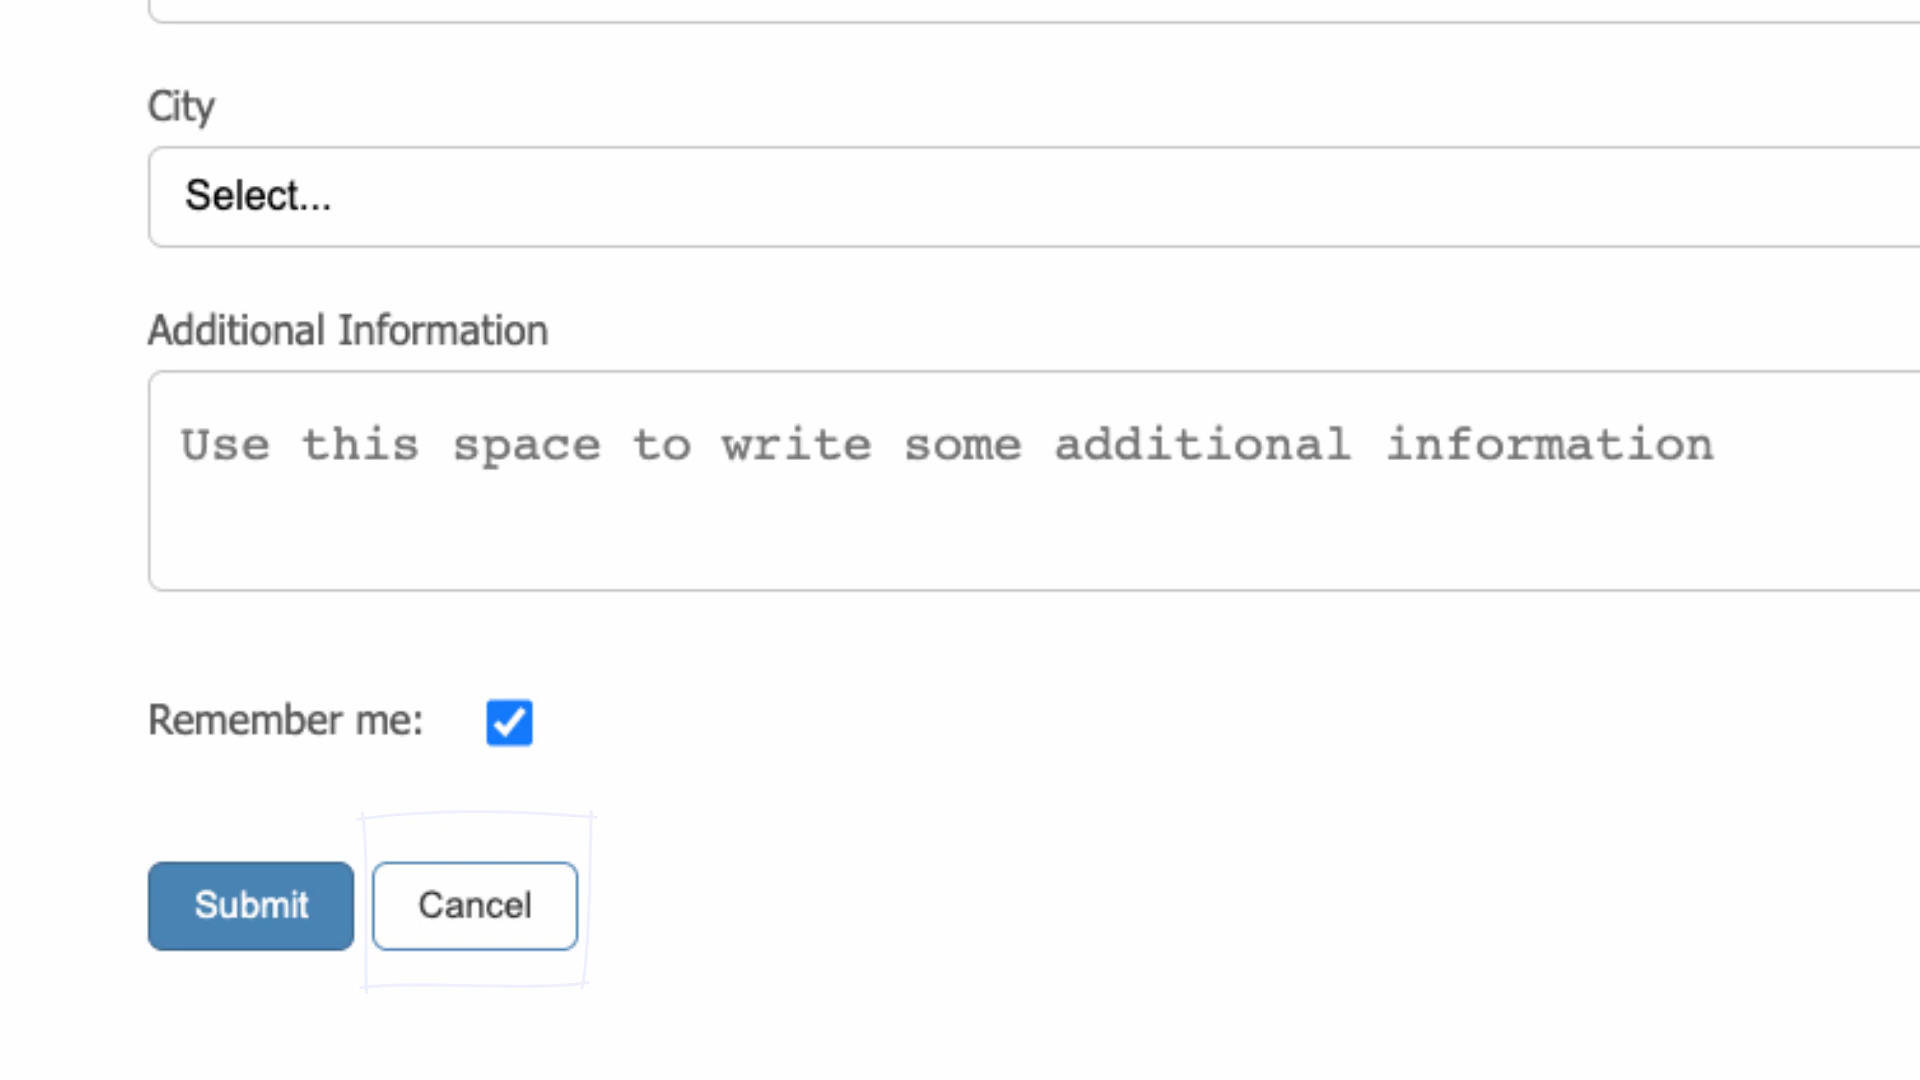 City
Select...
Additional Information
Use this space to write some additional information
Remember me:
Submit Cancel